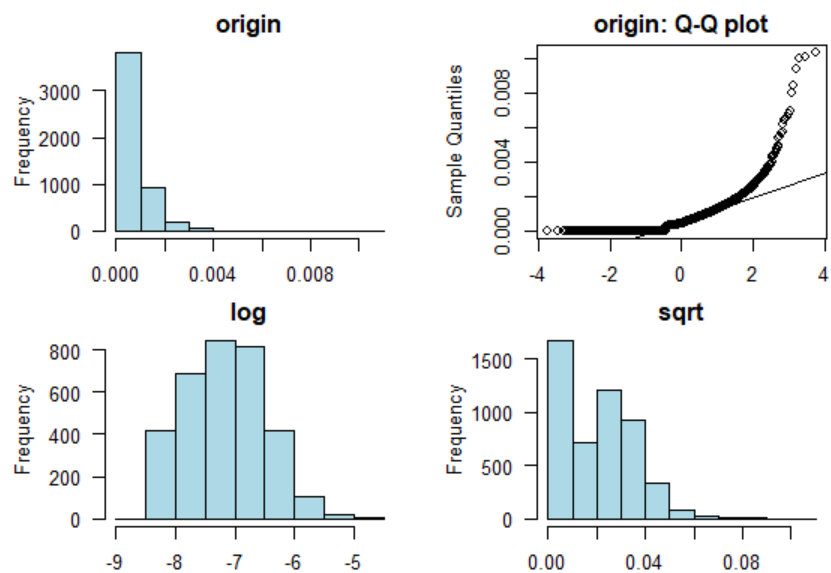 origin
Frequency
3000
1000
0
0.000 0.004 0.008
origin: Q-Q plot
Sample Quantiles
0.008
0.004
0.000
-4 -2 0 2 4
log
Frequency
800
600
400
200
0
-9 -8 -7 -6 -5
sqrt
Frequency
1500
1000
500
0
0.00 0.04 0.08